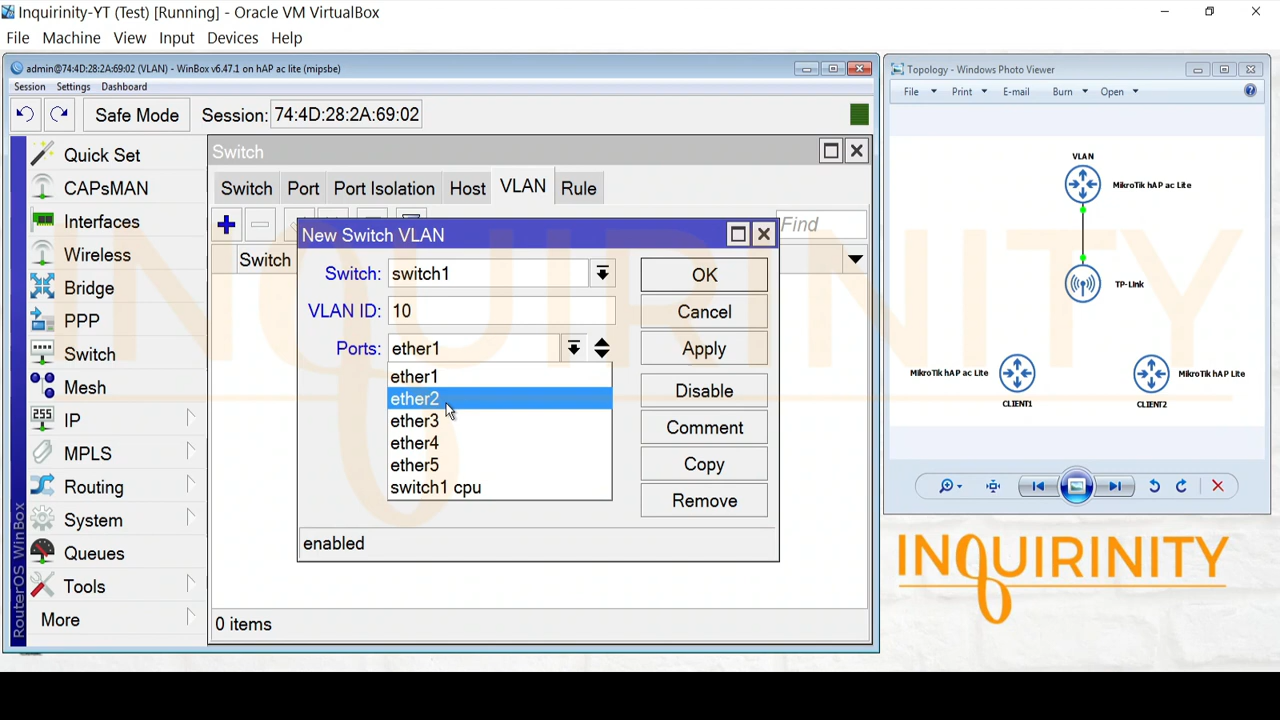 Inquirinity-YT (Test) [Running] - Oracle VM VirtualBox
File Machine View Input Devices Help
admin@74:4D:28:2A:69:02 (VLAN) - WinBox v6.47.1 on hAP ac lite (mipsbe)
Session Settings Dashboard
Safe Mode Session: 74:4D:28:2A:69:02
Quick Set
CAPsMAN
Interfaces
Wireless
Bridge
PPP
Switch
Mesh
255 IP
MPLS
Routing
System
Queues
Tools
More
RouterOS WinBox
Switch
Switch Port Port Isolation Host VLAN Rule
Find
Switch
New Switch VLAN
Switch: switch1
VLAN ID: 10
Ports: ether1
ether1
ether2
ether3
ether4
ether5
switch1 cpu
OK
Cancel
Apply
Disable
Comment
Copy
Remove
enabled
0 items
Topology - Windows Photo Viewer
File Print E-mail Burn Open
VLAN
MikroTik hAP ac Lite
TP-Link
MikroTik hAP ac Lite
CLIENT1
MikroTik hAP Lite
CLIENT2
INQUIRINITY
INQUIRINITY